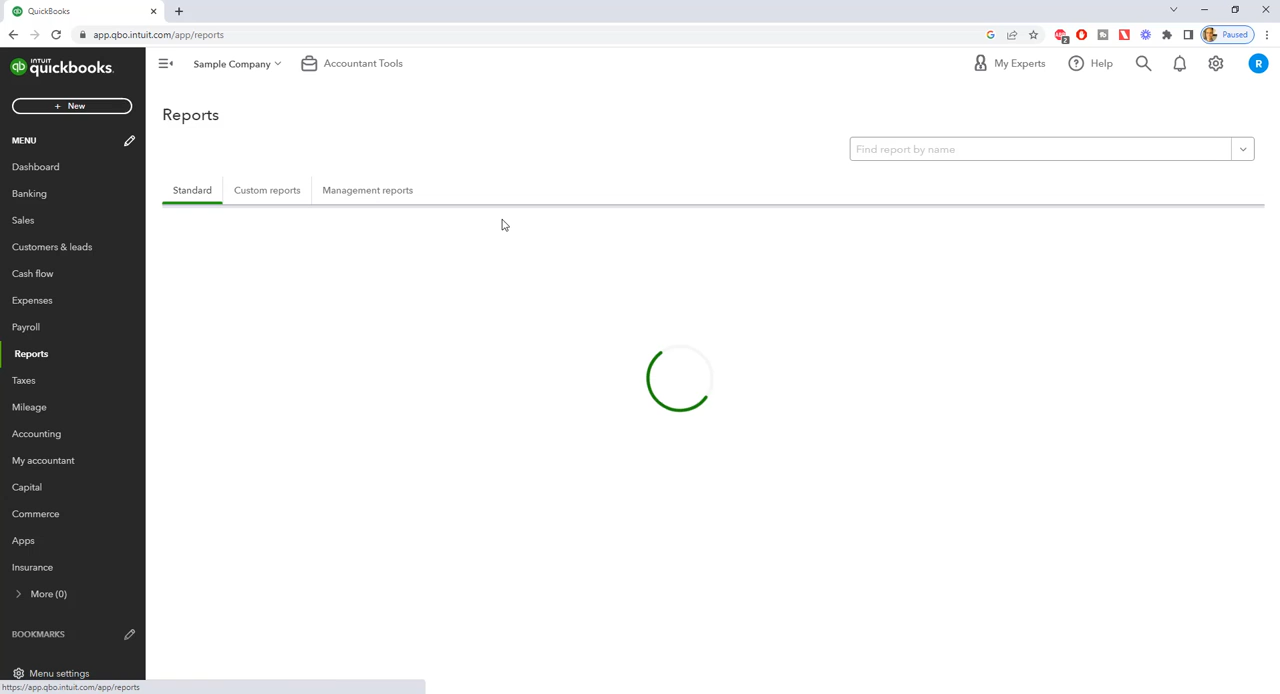 QuickBooks
app.qbo.intuit.com/app/reports
2
Paused
INTUIT
qb quickbooks.
Sample Company
Accountant Tools
My Experts
Help
R
+ New
MENU
Dashboard
Banking
Sales
Customers & leads
Cash flow
Expenses
Payroll
Reports
Taxes
Mileage
Accounting
My accountant
Capital
Commerce
Apps
Insurance
More (0)
BOOKMARKS
Menu settings
Reports
Find report by name
Standard
Custom reports
Management reports
https://app.qbo.intuit.com/app/reports